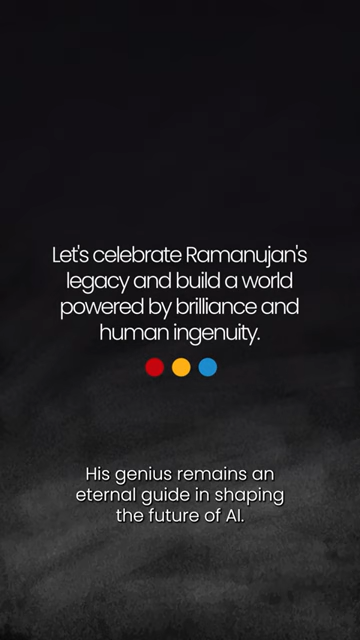 Let's celebrate Ramanujan's
legacy and build a world
powered by brilliance and
human ingenuity.
His genius remains an
eternal guide in shaping
the future of AI.